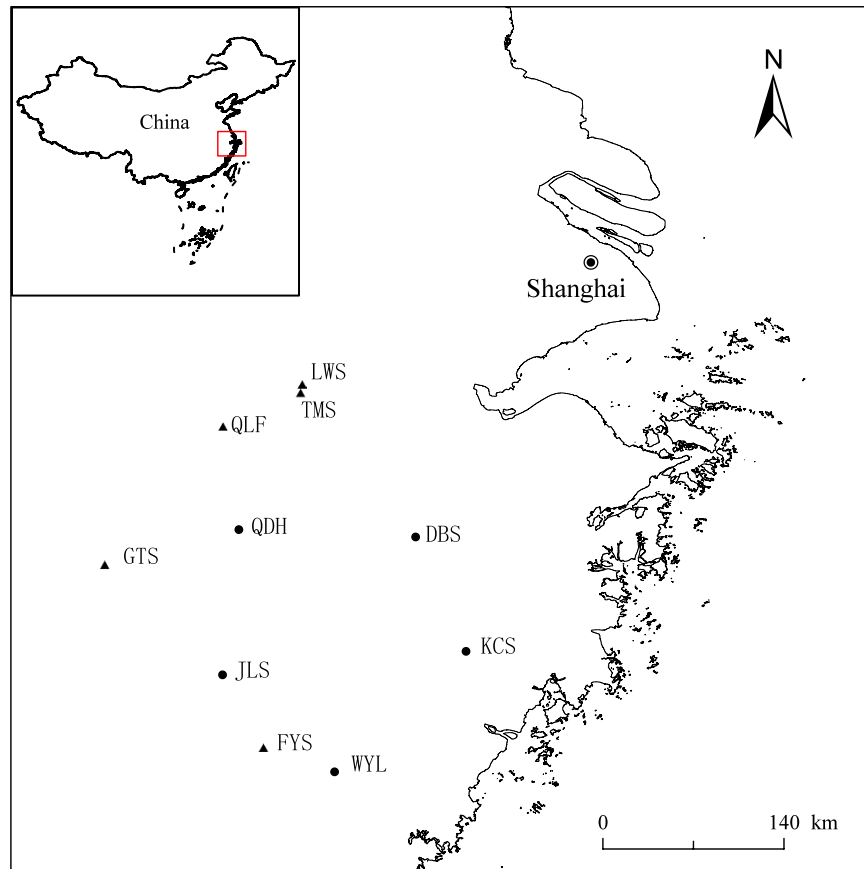 N
China
Shanghai
LWS
TMS
QLF
QDH
DBS
GTS
KCS
JLS
FYS
WYL
0
140 km